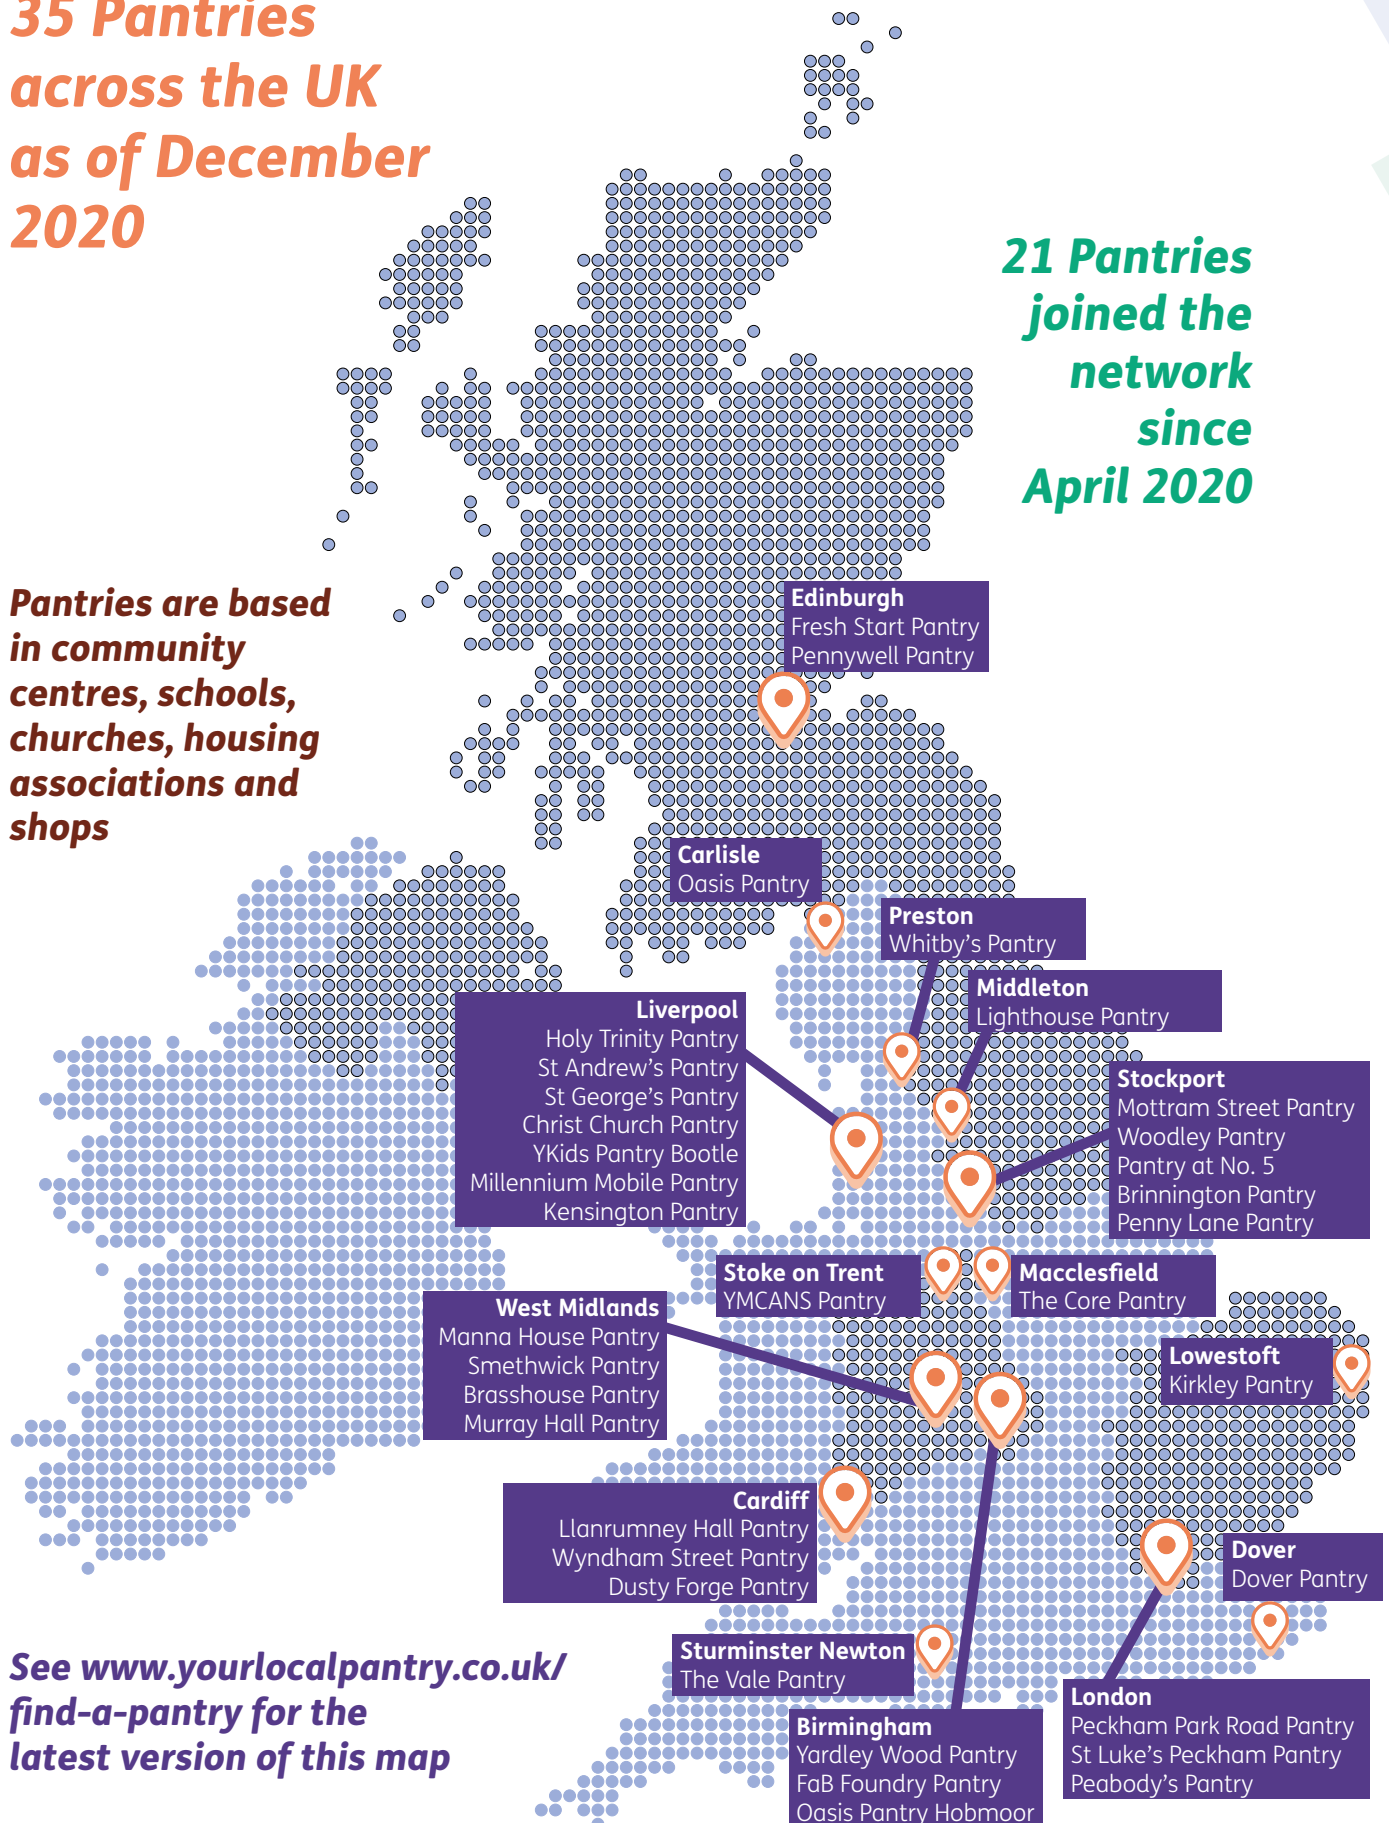 35 Pantries
across the UK
as of December
2020
21 Pantries
joined the
network
since
April 2020
Pantries are based
in community
centres, schools,
churches, housing
associations and
shops
Edinburgh
Fresh Start Pantry
Pennywell Pantry
Carlisle
Oasis Pantry
Preston
Whitby's Pantry
Middleton
Lighthouse Pantry
Liverpool
Holy Trinity Pantry
St Andrew's Pantry
St George's Pantry
Christ Church Pantry
YKids Pantry Bootle
Millennium Mobile Pantry
Kensington Pantry
Stockport
Mottram Street Pantry
Woodley Pantry
Pantry at No. 5
Brinnington Pantry
Penny Lane Pantry
Stoke on Trent
YMCANS Pantry
Macclesfield
The Core Pantry
West Midlands
Manna House Pantry
Smethwick Pantry
Brasshouse Pantry
Murray Hall Pantry
Lowestoft
Kirkley Pantry
Cardiff
Llanrumney Hall Pantry
Wyndham Street Pantry
Dusty Forge Pantry
Dover
Dover Pantry
Sturminster Newton
The Vale Pantry
London
Peckham Park Road Pantry
St Luke's Peckham Pantry
Peabody's Pantry
Birmingham
Yardley Wood Pantry
FaB Foundry Pantry
Oasis Pantry Hobmoor
See www.yourlocalpantry.co.uk/
find-a-pantry for the
latest version of this map